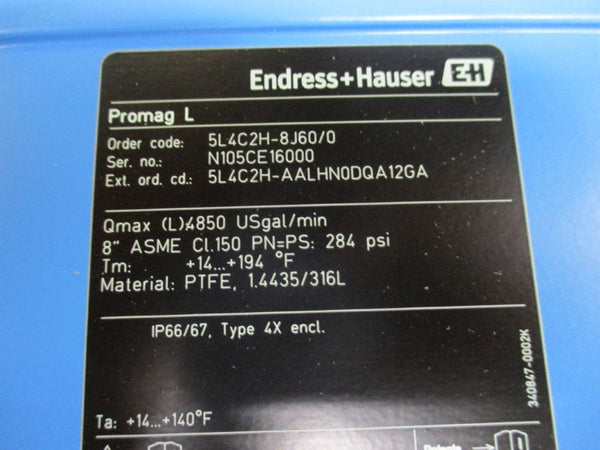 Endress+Hauser EH
Promag L
Order code: 5L4C2H-8J60/0
Ser. no.: N105CE16000
Ext. ord. cd.: 5L4C2H-AALHN0DQA12GA
Qmax (L):4850 USgal/min
8" ASME Cl.150 PN=PS: 284 psi
Tm: +14...+194 °F
Material: PTFE, 1.4435/316L
IP66/67, Type 4X encl.
340847-0002K
Ta: +14...+140°F